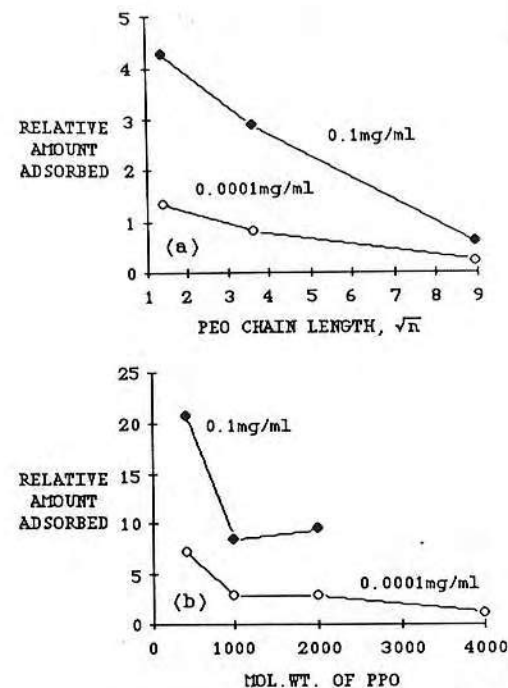 5
4
3
2
1
0
RELATIVE
AMOUNT
ADSORBED
0.1mg/ml
0.0001mg/ml
(a)
1 2 3 4 5 6 7 8 9
PEO CHAIN LENGTH, √n
25
20
15
10
5
0
RELATIVE
AMOUNT
ADSORBED
0.1mg/ml
0.0001mg/ml
(b)
0 1000 2000 3000 4000
MOL.WT. OF PPO